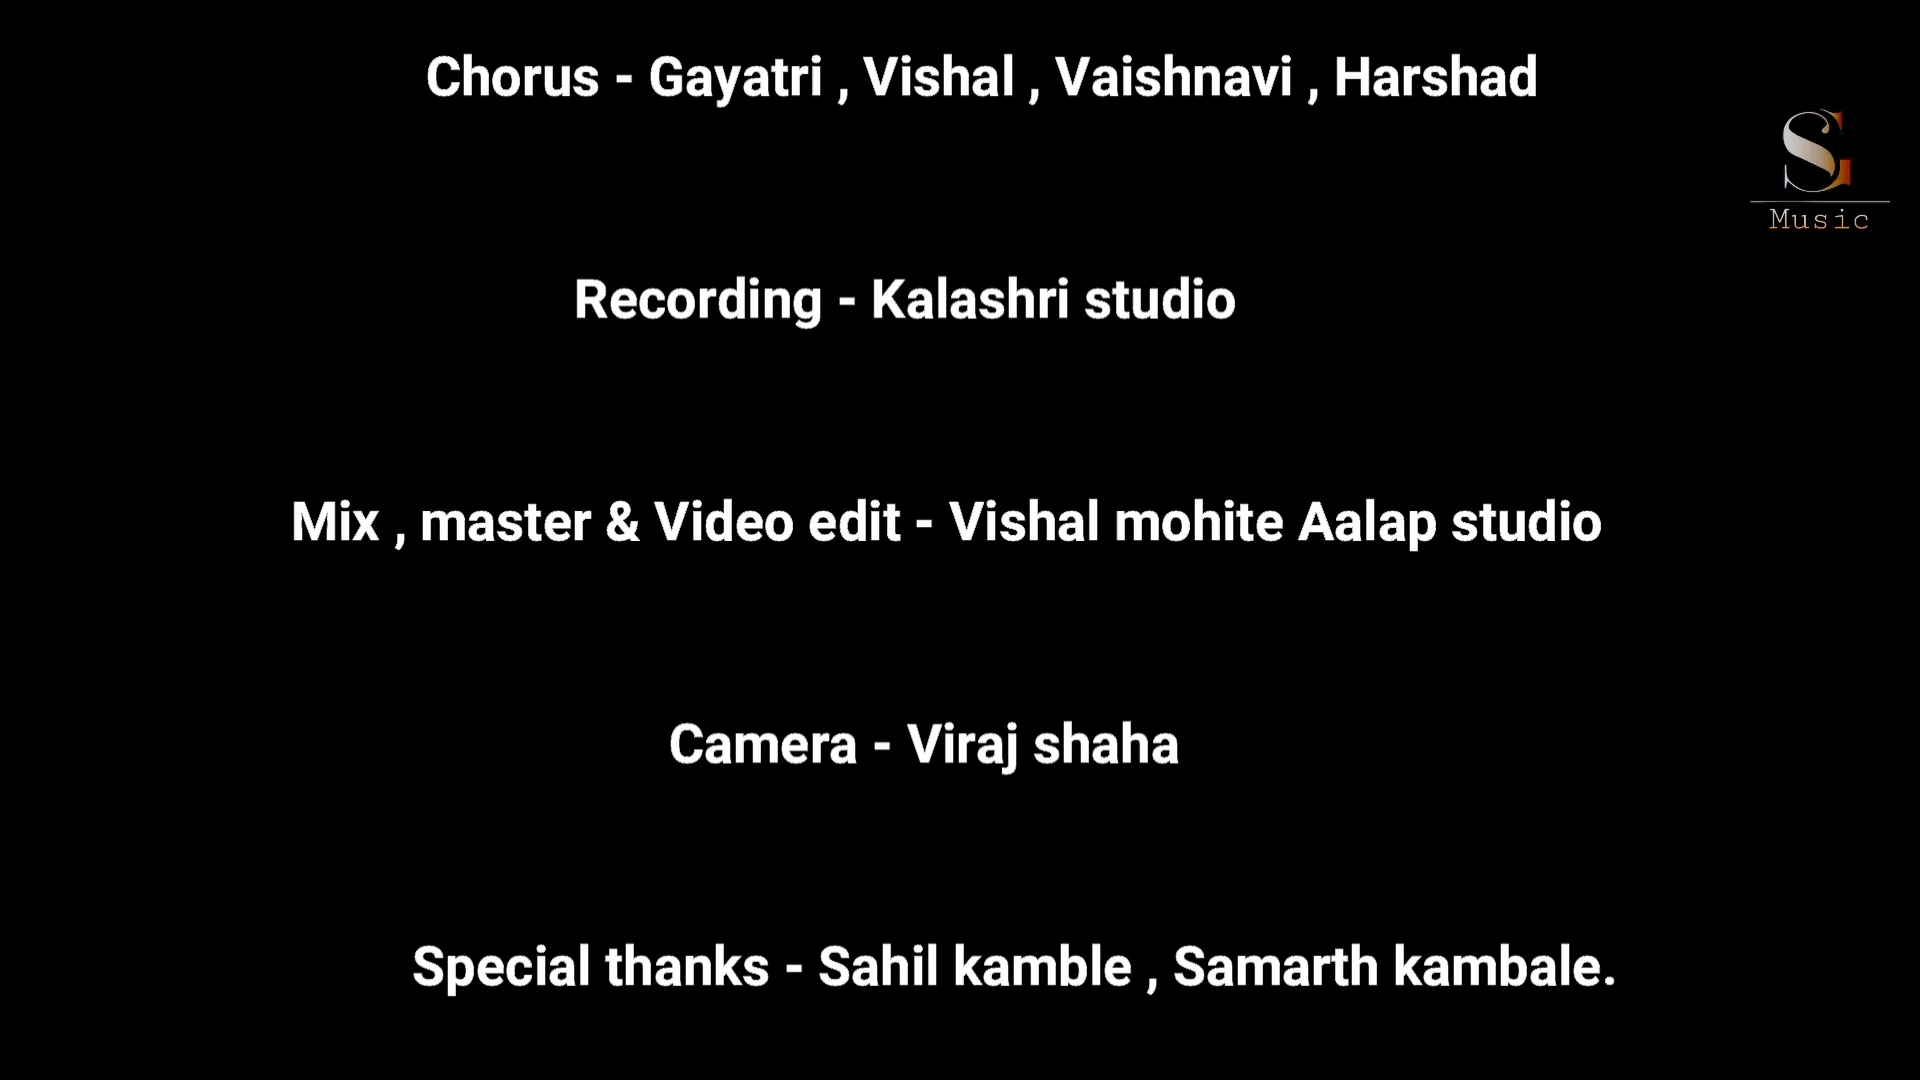 Chorus - Gayatri , Vishal , Vaishnavi , Harshad
SG
Music
Recording - Kalashri studio
Mix , master & Video edit - Vishal mohite Aalap studio
Camera - Viraj shaha
Special thanks - Sahil kamble , Samarth kambale.